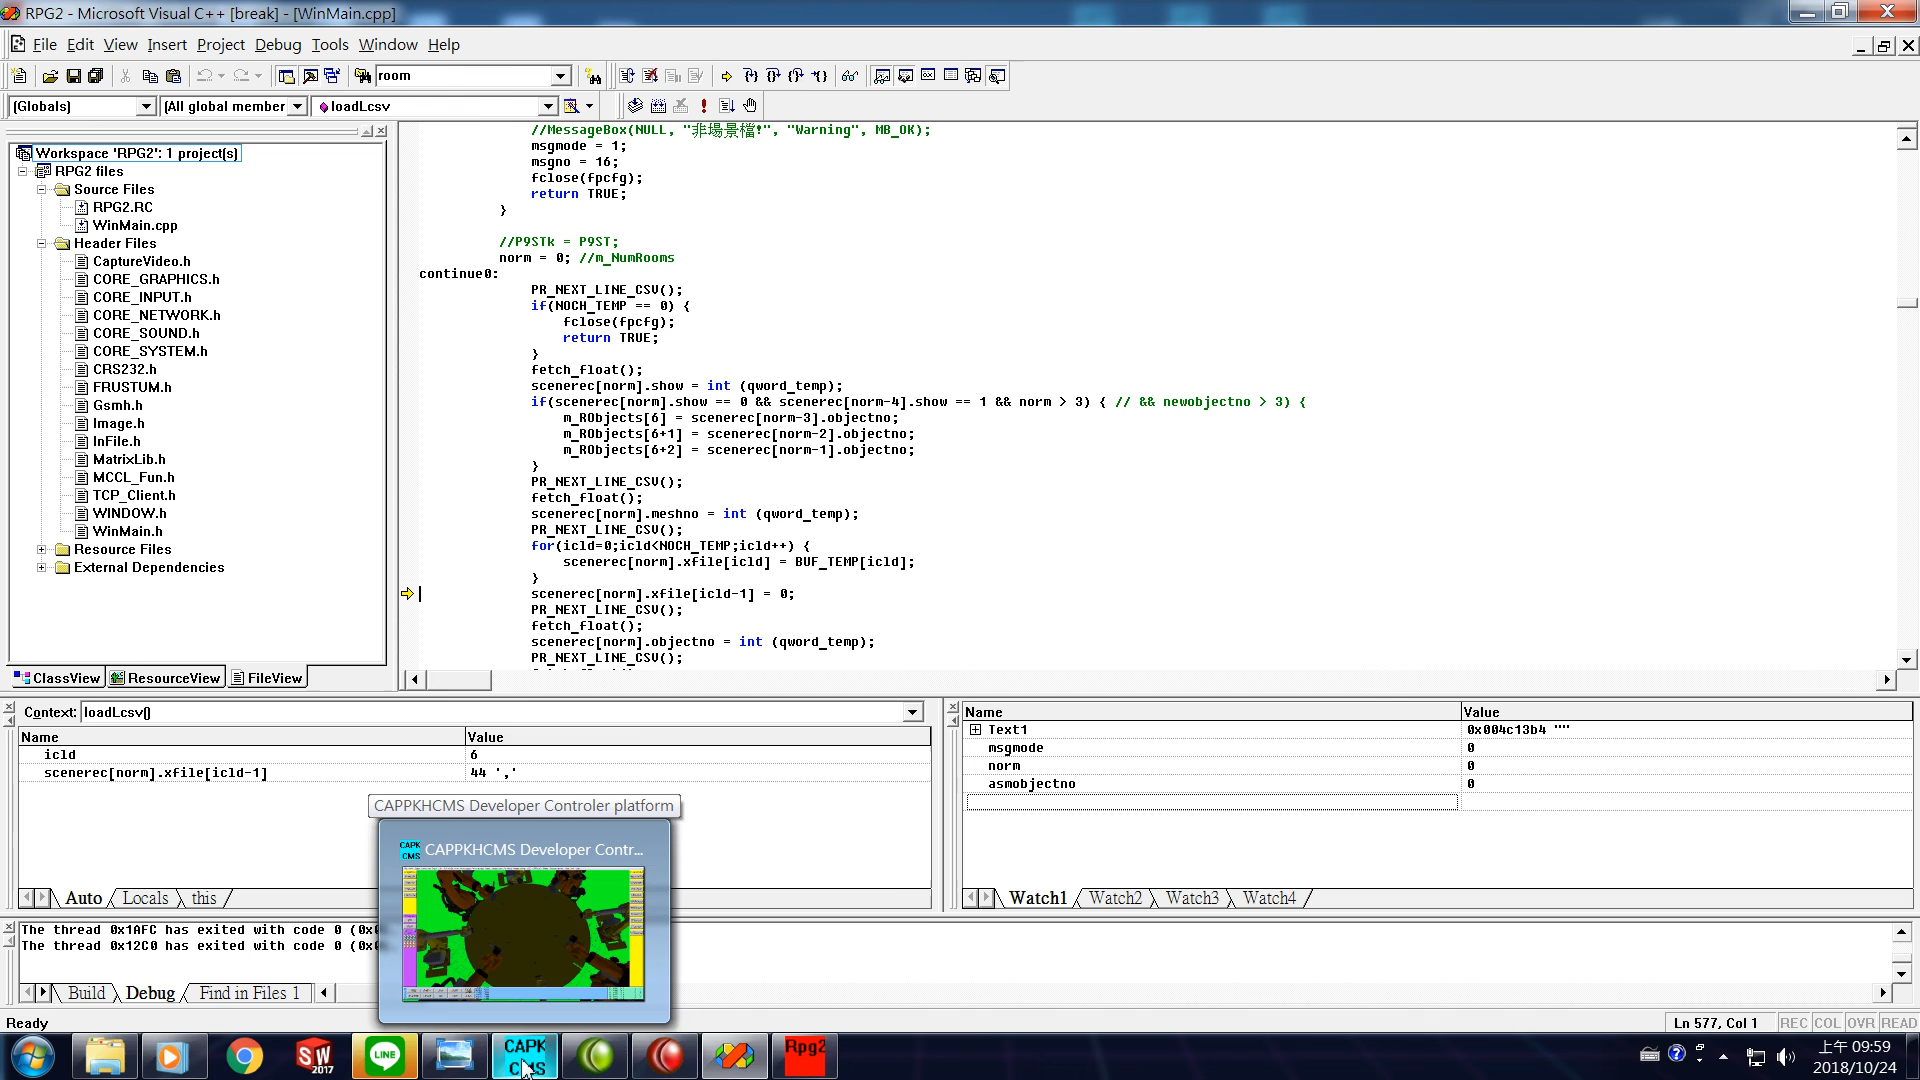 RPG2 - Microsoft Visual C++ [break] - [WinMain.cpp]
File Edit View Insert Project Debug Tools Window Help
room
(Globals) [All global member loadLcsv
Workspace 'RPG2': 1 project(s)
RPG2 files
Source Files
RPG2.RC
WinMain.cpp
Header Files
CaptureVideo.h
CORE_GRAPHICS.h
CORE_INPUT.h
CORE_NETWORK.h
CORE_SOUND.h
CORE_SYSTEM.h
CRS232.h
FRUSTUM.h
Gsmh.h
Image.h
InFile.h
MatrixLib.h
MCCL_Fun.h
TCP_Client.h
WINDOW.h
WinMain.h
Resource Files
External Dependencies
ClassView ResourceView FileView
//MessageBox(NULL, "非場景檔!", "Warning", MB_OK);
msgmode = 1;
msgno = 16;
fclose(fpcfg);
return TRUE;
}
//P9STk = P9ST;
norm = 0; //m_NumRooms
continue0:
PR_NEXT_LINE_CSV();
if(NOCH_TEMP == 0) {
fclose(fpcfg);
return TRUE;
}
fetch_float();
scenerec[norm].show = int (qword_temp);
if(scenerec[norm].show == 0 && scenerec[norm-4].show == 1 && norm > 3) { // && newobjectno > 3) {
m_RObjects[6] = scenerec[norm-3].objectno;
m_RObjects[6+1] = scenerec[norm-2].objectno;
m_RObjects[6+2] = scenerec[norm-1].objectno;
}
PR_NEXT_LINE_CSV();
fetch_float();
scenerec[norm].meshno = int (qword_temp);
PR_NEXT_LINE_CSV();
for(icld=0;icld<NOCH_TEMP;icld++) {
scenerec[norm].xfile[icld] = BUF_TEMP[icld];
}
scenerec[norm].xfile[icld-1] = 0;
PR_NEXT_LINE_CSV();
fetch_float();
scenerec[norm].objectno = int (qword_temp);
PR_NEXT_LINE_CSV();
Context: loadLcsv()
Name Value
icld 6
scenerec[norm].xfile[icld-1] 44 ','
Auto Locals this
Name Value
Text1 0x004c13b4 ""
msgmode 0
norm 0
asmobjectno 0
Watch1 Watch2 Watch3 Watch4
CAPPKHCMS Developer Controler platform
CAPK CMS CAPPKHCMS Developer Contr...
The thread 0x1AFC has exited with code 0 (0x
The thread 0x12C0 has exited with code 0 (0x
Build Debug Find in Files 1
Ready Ln 577, Col 1 REC COL OVR READ
SW 2017 LINE CAPK CMS Rpg2
上午 09:59
2018/10/24